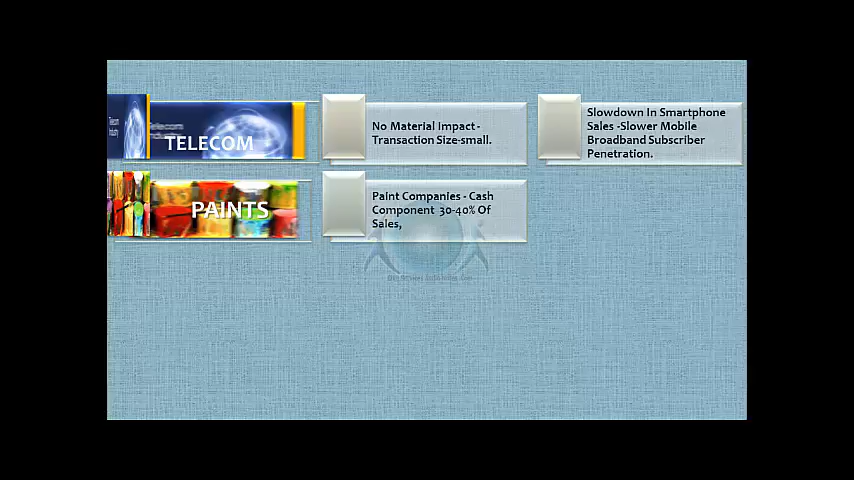 TELECOM
No Material Impact -
Transaction Size-small.
Slowdown In Smartphone
Sales -Slower Mobile
Broadband Subscriber
Penetration.
PAINTS
Paint Companies - Cash
Component 30-40% Of
Sales,